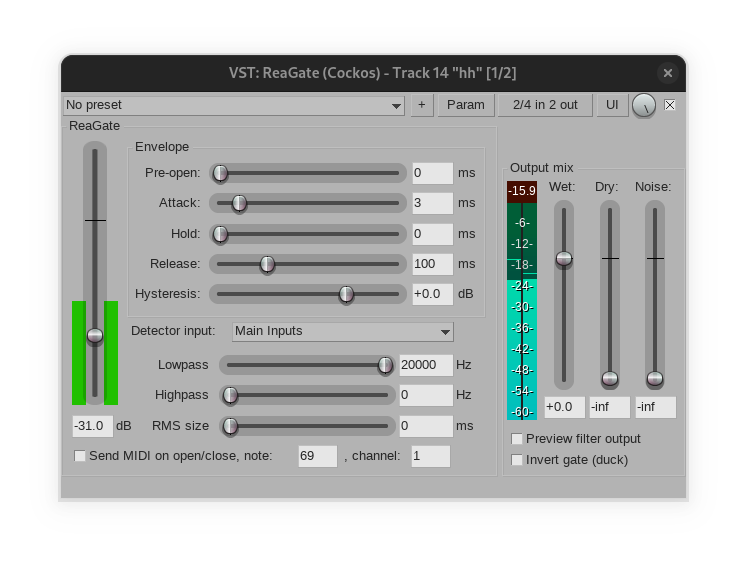 VST: ReaGate (Cockos) - Track 14 "hh" [1/2]
No preset + Param 2/4 in 2 out UI
ReaGate
Envelope
Pre-open: 0 ms
Attack: 3 ms
Hold: 0 ms
Release: 100 ms
Hysteresis: +0.0 dB
Detector input: Main Inputs
Lowpass 20000 Hz
Highpass 0 Hz
-31.0 dB RMS size 0 ms
Send MIDI on open/close, note: 69 , channel: 1
Output mix
Wet: Dry: Noise:
-15.9
-6-
-12-
-18-
-24-
-30-
-36-
-42-
-48-
-54-
-60-
+0.0 -inf -inf
Preview filter output
Invert gate (duck)